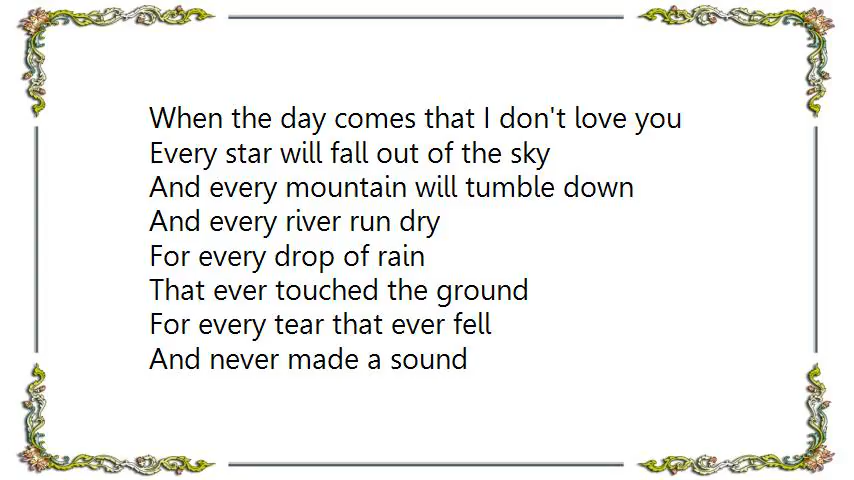 When the day comes that I don't love you
Every star will fall out of the sky
And every mountain will tumble down
And every river run dry
For every drop of rain
That ever touched the ground
For every tear that ever fell
And never made a sound